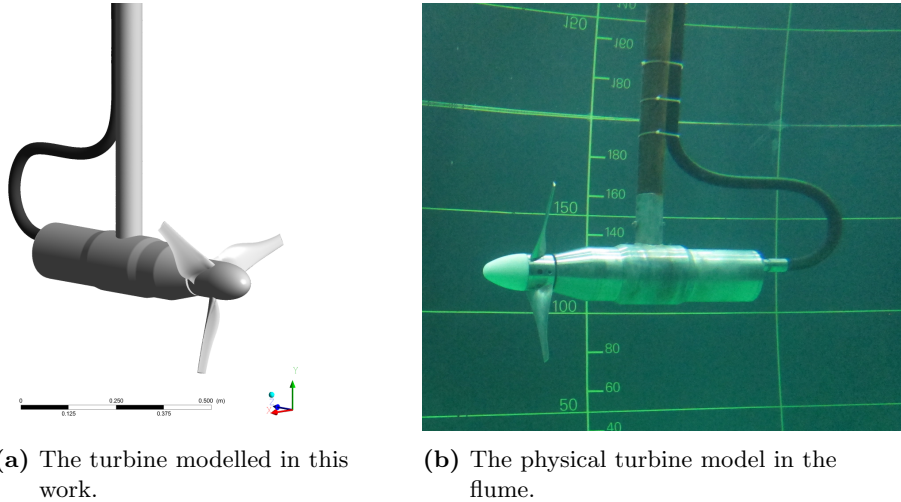 0
0.250
0.500
(m)
0.125
0.375
Y
150
160
180
180
160
150
140
100
80
60
50
40
(a) The turbine modelled in this
work.
(b) The physical turbine model in the
flume.